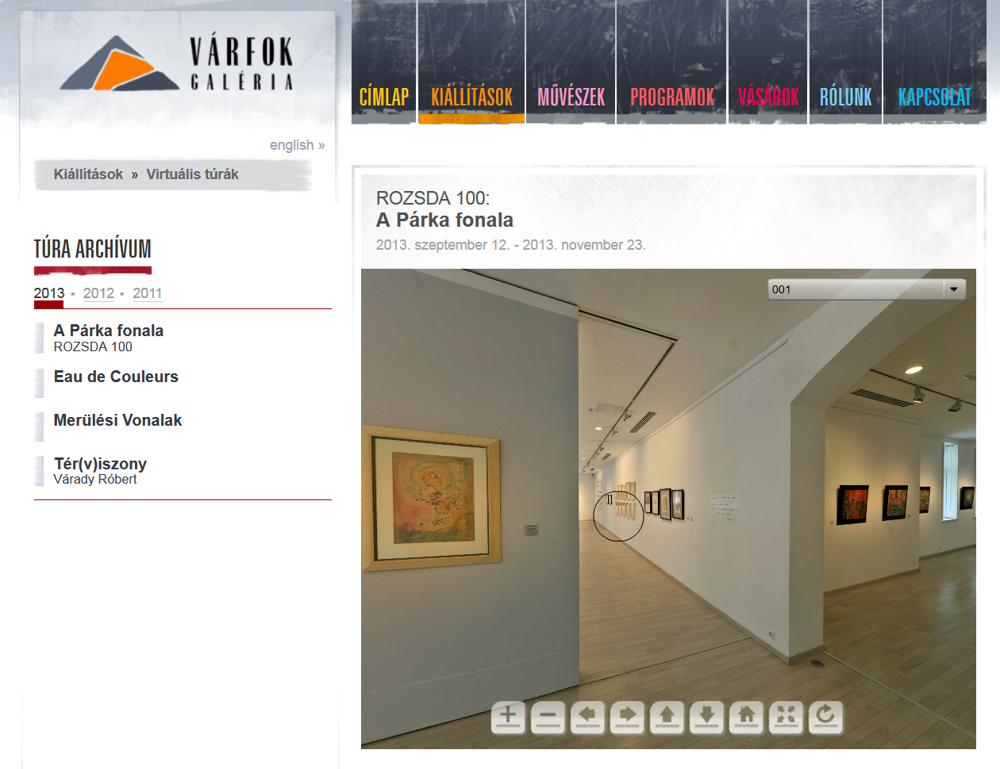 VÁRFOK
GALÉRIA
CÍMLAP
KIÁLLÍTÁSOK
MŰVÉSZEK
PROGRAMOK
VÁSÁROK
RÓLUNK
KAPCSOLAT
english »
Kiállítások » Virtuális túrák
TÚRA ARCHÍVUM
2013 • 2012 • 2011
A Párka fonala
ROZSDA 100
Eau de Couleurs
Merülési Vonalak
Tér(v)iszony
Várady Róbert
ROZSDA 100:
A Párka fonala
2013. szeptember 12. - 2013. november 23.
001